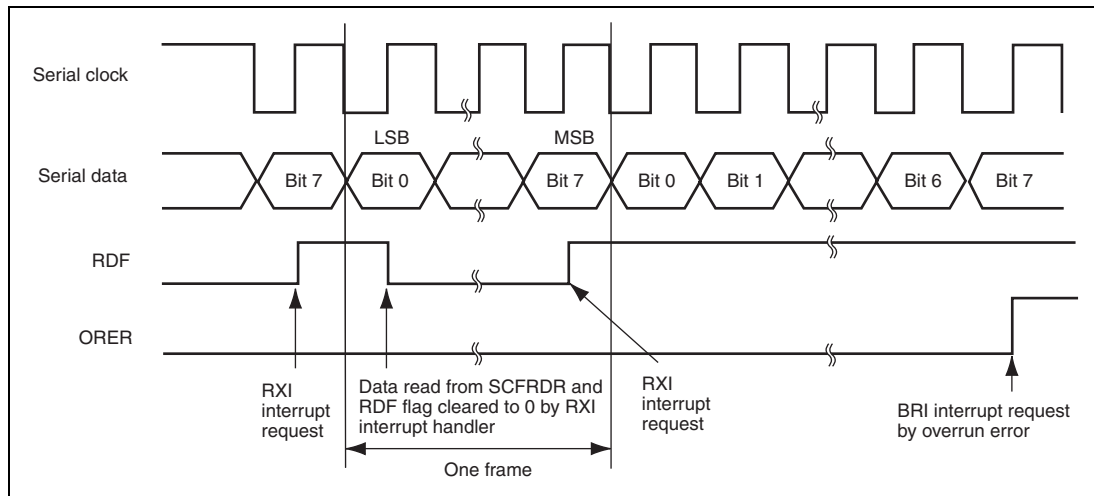 Serial clock
LSB
MSB
Serial data
Bit 7
Bit 0
Bit 7
Bit 0
Bit 1
Bit 6
Bit 7
RDF
ORER
RXI
interrupt
request
Data read from SCFRDR and
RDF flag cleared to 0 by RXI
interrupt handler
RXI
interrupt
request
BRI interrupt request
by overrun error
One frame